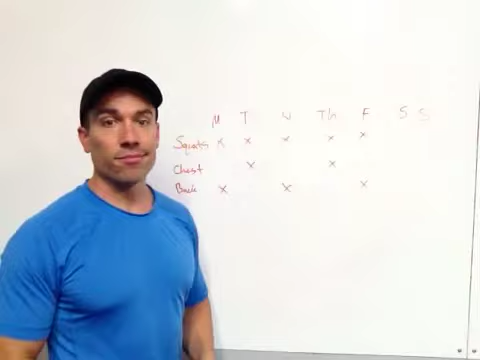 M T W Th F S S
Squats x x x x x
Chest x x
Back x x x